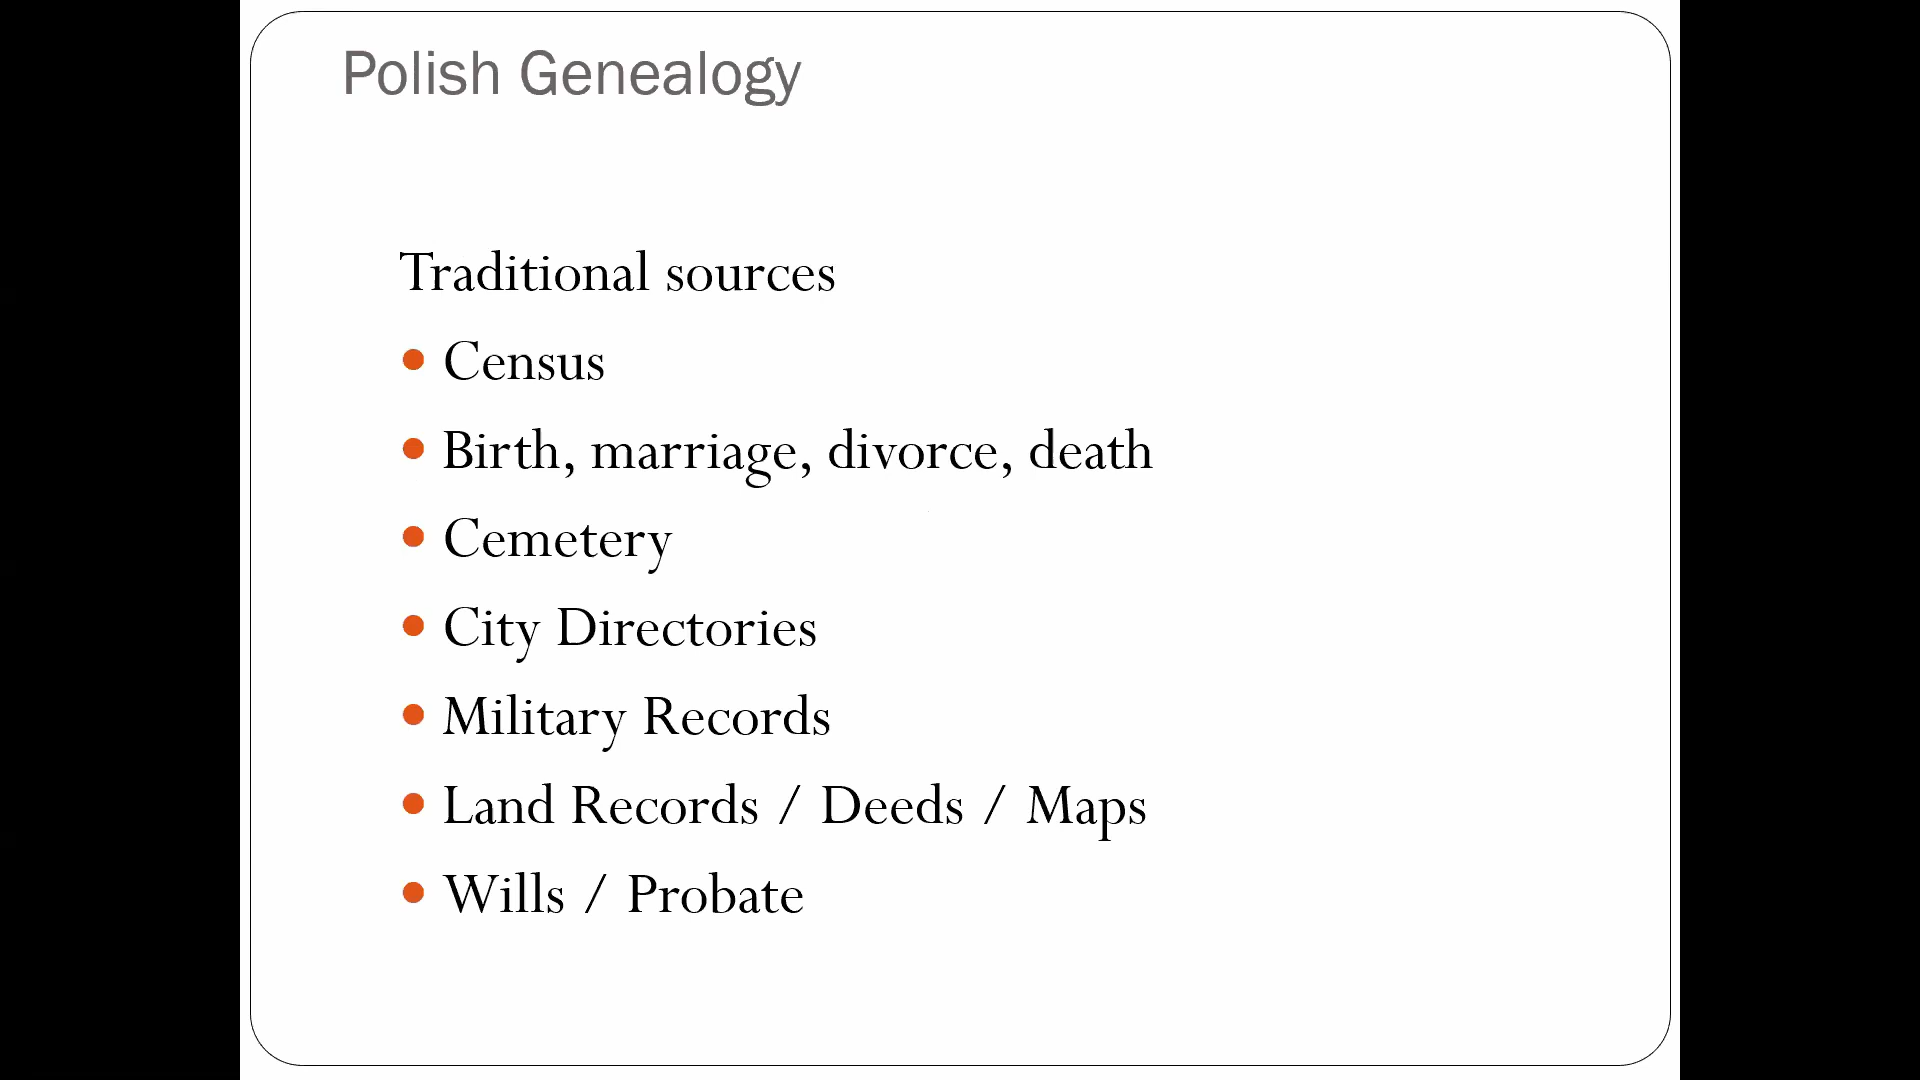 Polish Genealogy
Traditional sources
Census
Birth, marriage, divorce, death
Cemetery
City Directories
Military Records
Land Records / Deeds / Maps
Wills / Probate